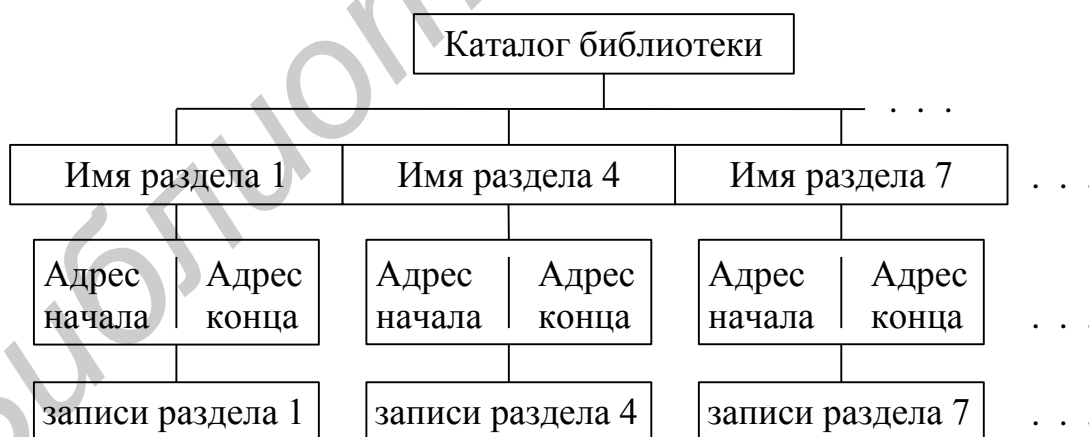 Каталог библиотеки
. . .
Имя раздела 1 Имя раздела 4 Имя раздела 7 . . .
Адрес Адрес Адрес Адрес Адрес Адрес
начала конца начала конца начала конца . . .
записи раздела 1 записи раздела 4 записи раздела 7 . . .